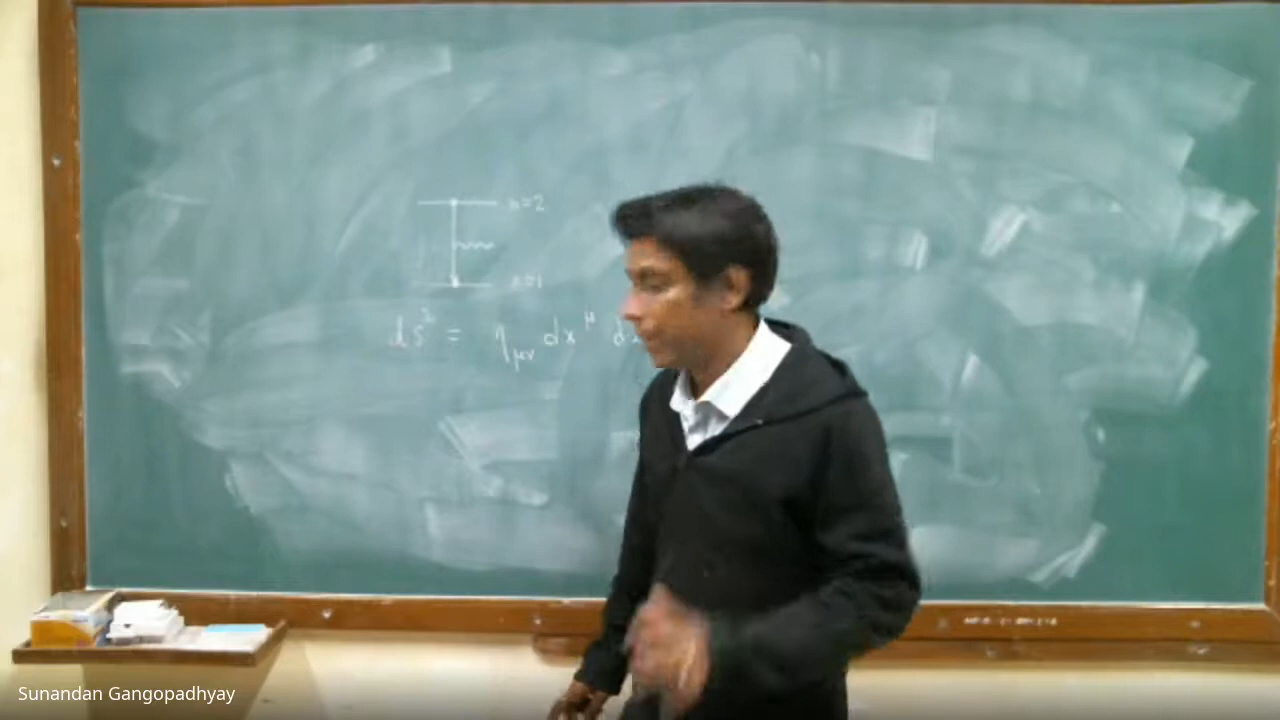 n=2
n=1
ds² = η_μν dx^μ d
Sunandan Gangopadhyay